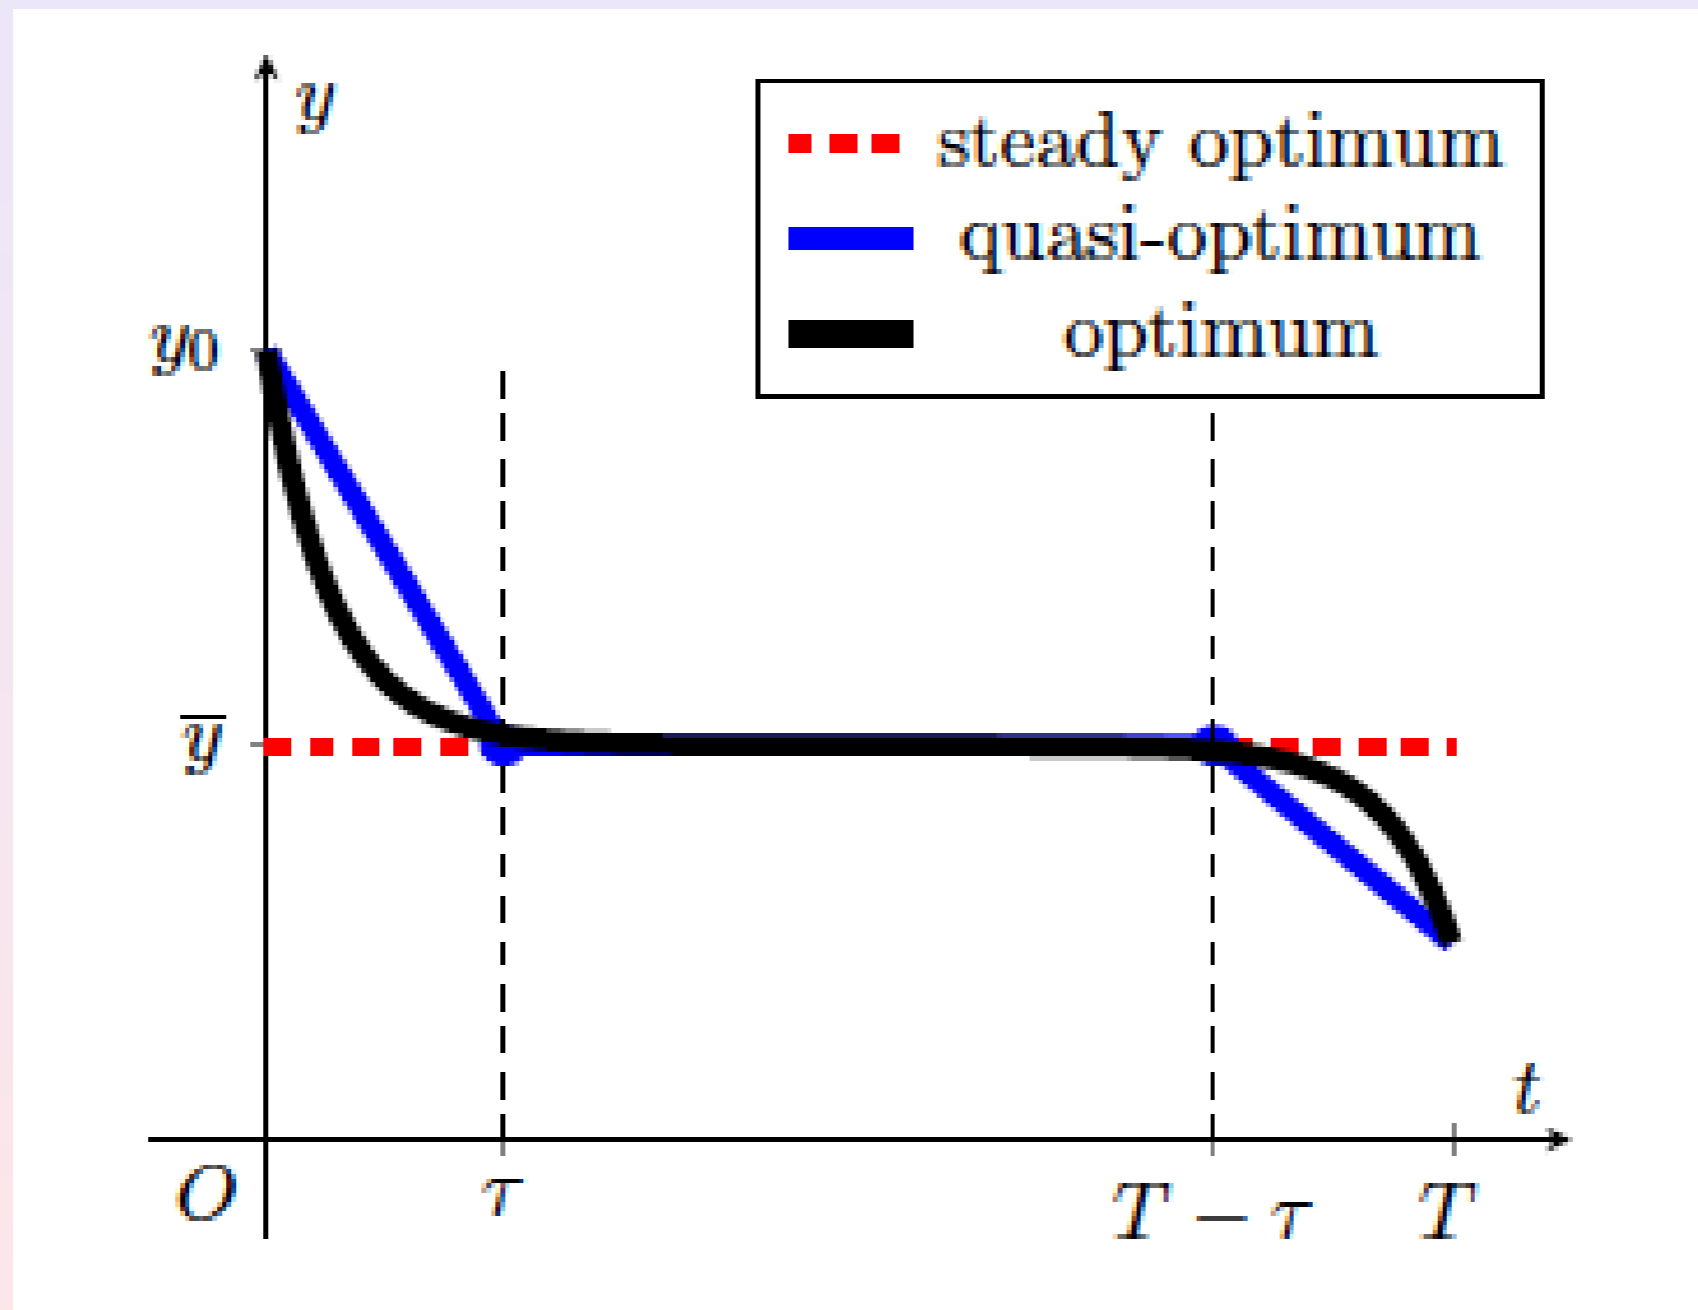 y
steady optimum
quasi-optimum
optimum
y₀
y̅
t
O
τ
T − τ
T